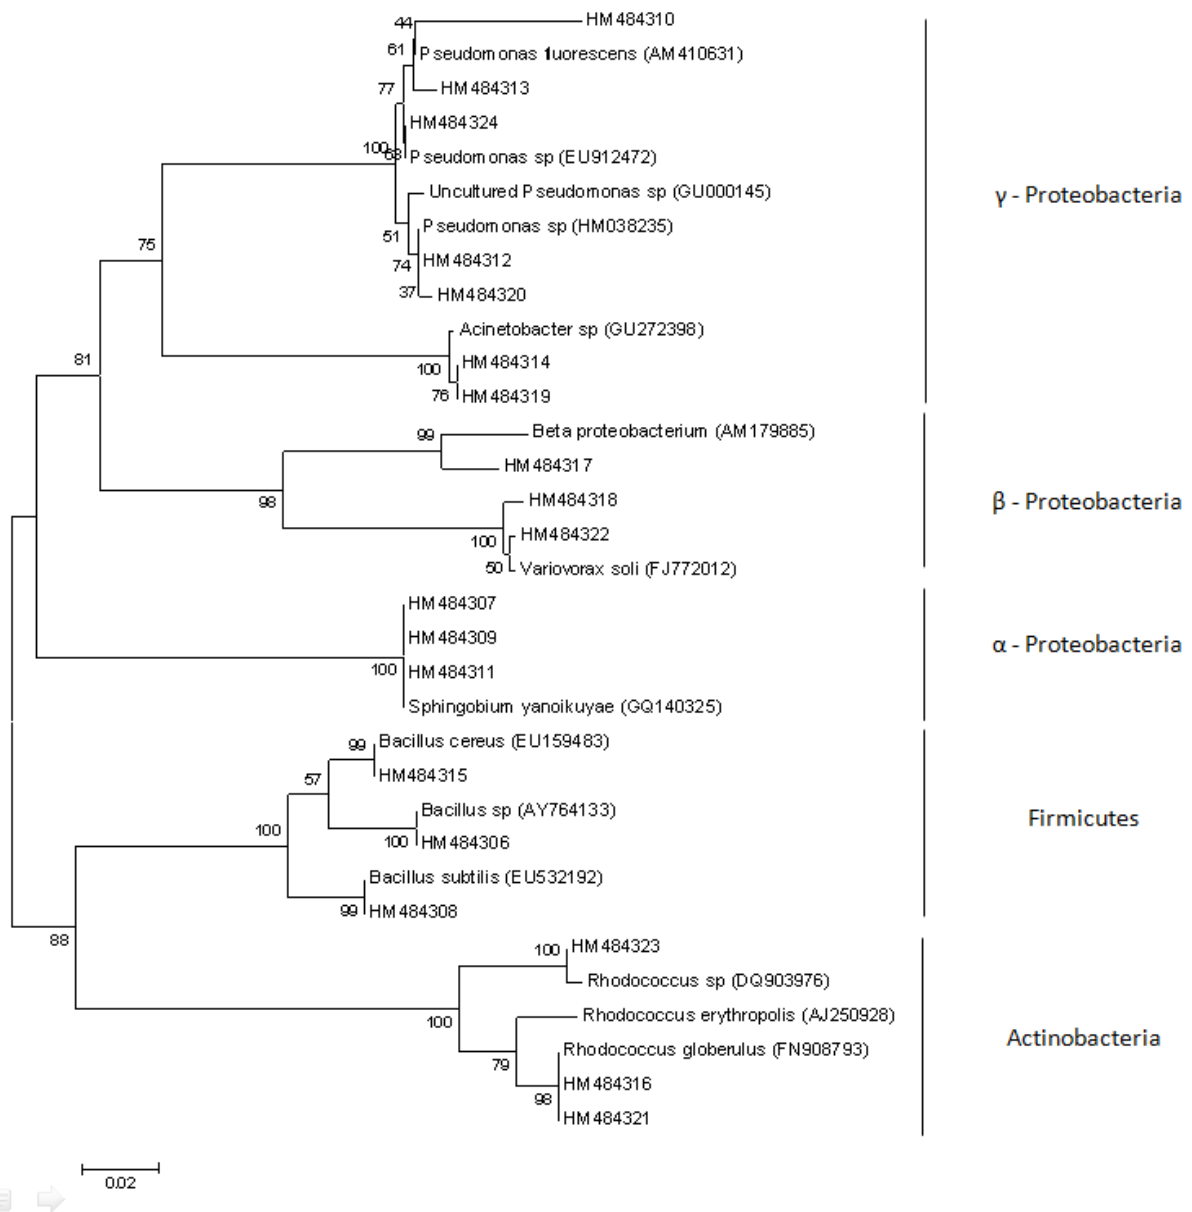 44
HM484310
61
Pseudomonas fluorescens (AM410631)
77
HM484313
HM484324
100
68
Pseudomonas sp (EU912472)
Uncultured Pseudomonas sp (GU000145)
γ - Proteobacteria
Pseudomonas sp (HM038235)
51
75
74
HM484312
37
HM484320
Acinetobacter sp (GU272398)
81
100
HM484314
76
HM484319
99
Beta proteobacterium (AM179885)
HM484317
98
HM484318
β - Proteobacteria
100
HM484322
50
Variovorax soli (FJ772012)
HM484307
HM484309
α - Proteobacteria
100
HM484311
Sphingobium yanoikuyae (GQ140325)
99
Bacillus cereus (EU159483)
57
HM484315
Bacillus sp (AY764133)
Firmicutes
100
100
HM484306
Bacillus subtilis (EU532192)
99
HM484308
88
100
HM484323
Rhodococcus sp (DQ903976)
100
Rhodococcus erythropolis (AJ250928)
Actinobacteria
Rhodococcus globerulus (FN908793)
79
HM484316
98
HM484321
0.02